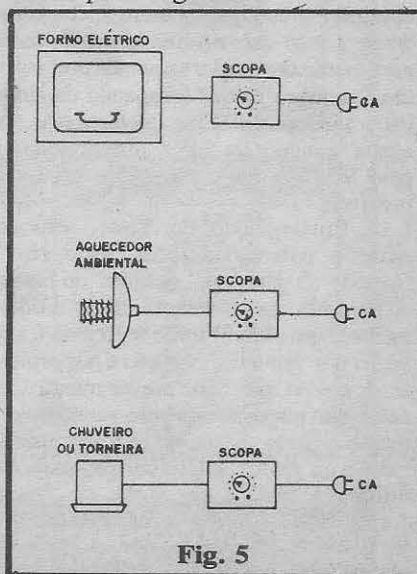 FORNO ELÉTRICO
SCOPA
CA
AQUECEDOR
AMBIENTAL
SCOPA
CA
CHUVEIRO
OU TORNEIRA
SCOPA
CA
Fig. 5